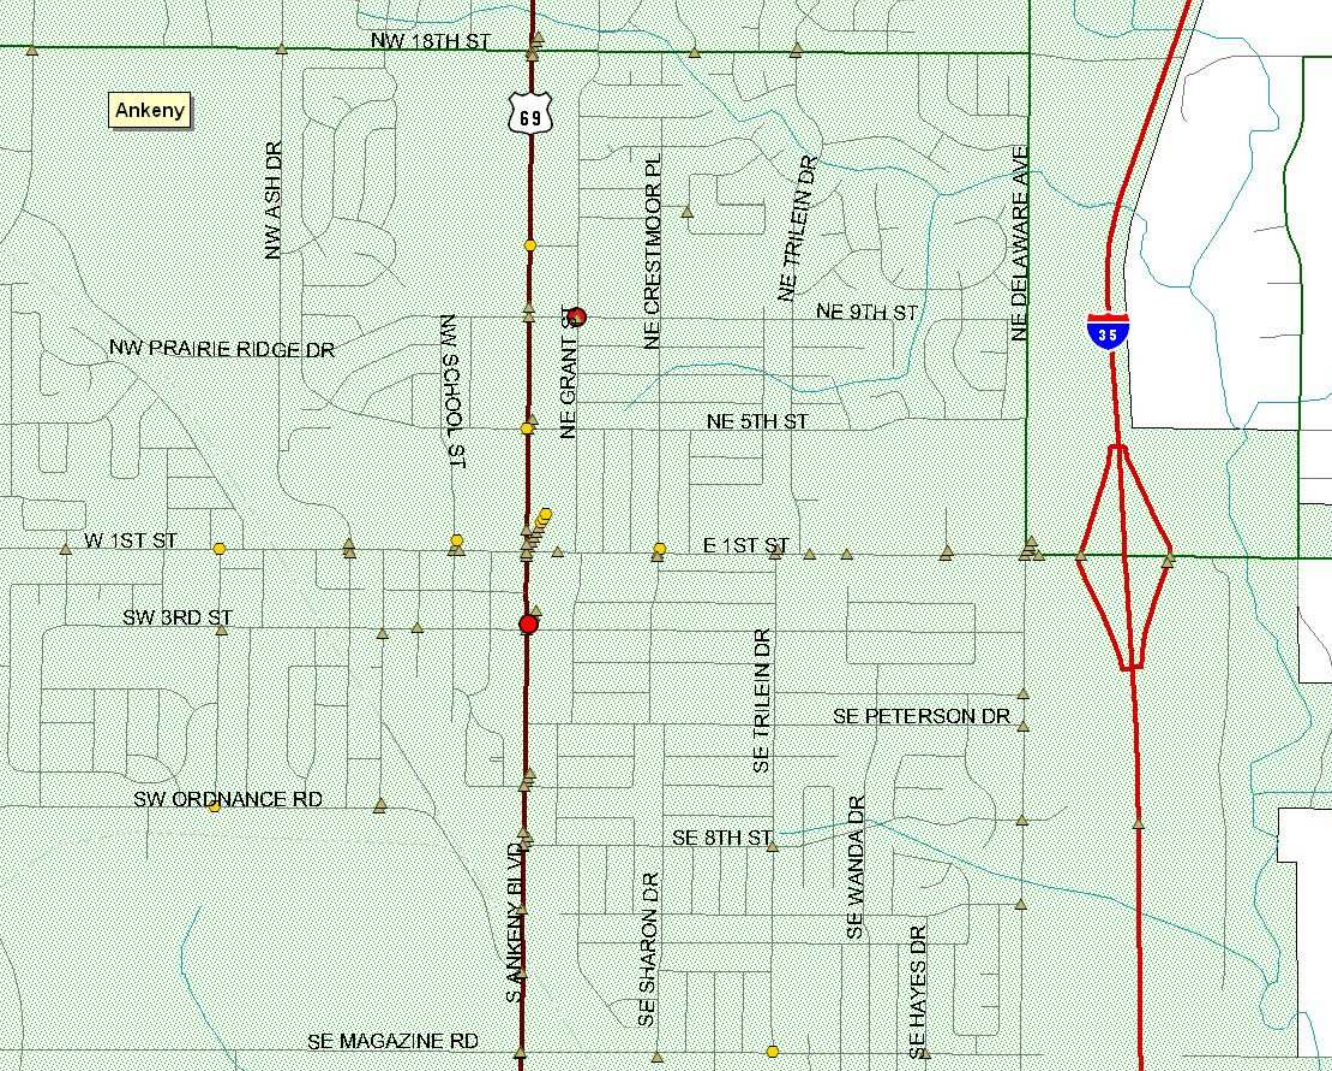 NW 18TH ST
Ankeny
69
NW ASH DR
NE CRESTMOOR PL
NE TRILEIN DR
NE DELAWARE AVE
NE 9TH ST
35
NW PRAIRIE RIDGE DR
NW SCHOOL ST
NE GRANT ST
NE 5TH ST
W 1ST ST
E 1ST ST
SW 3RD ST
SE TRILEIN DR
SE PETERSON DR
SW ORDNANCE RD
SE 8TH ST
SE WANDA DR
S ANKENY BLVD
SE SHARON DR
SE HAYES DR
SE MAGAZINE RD